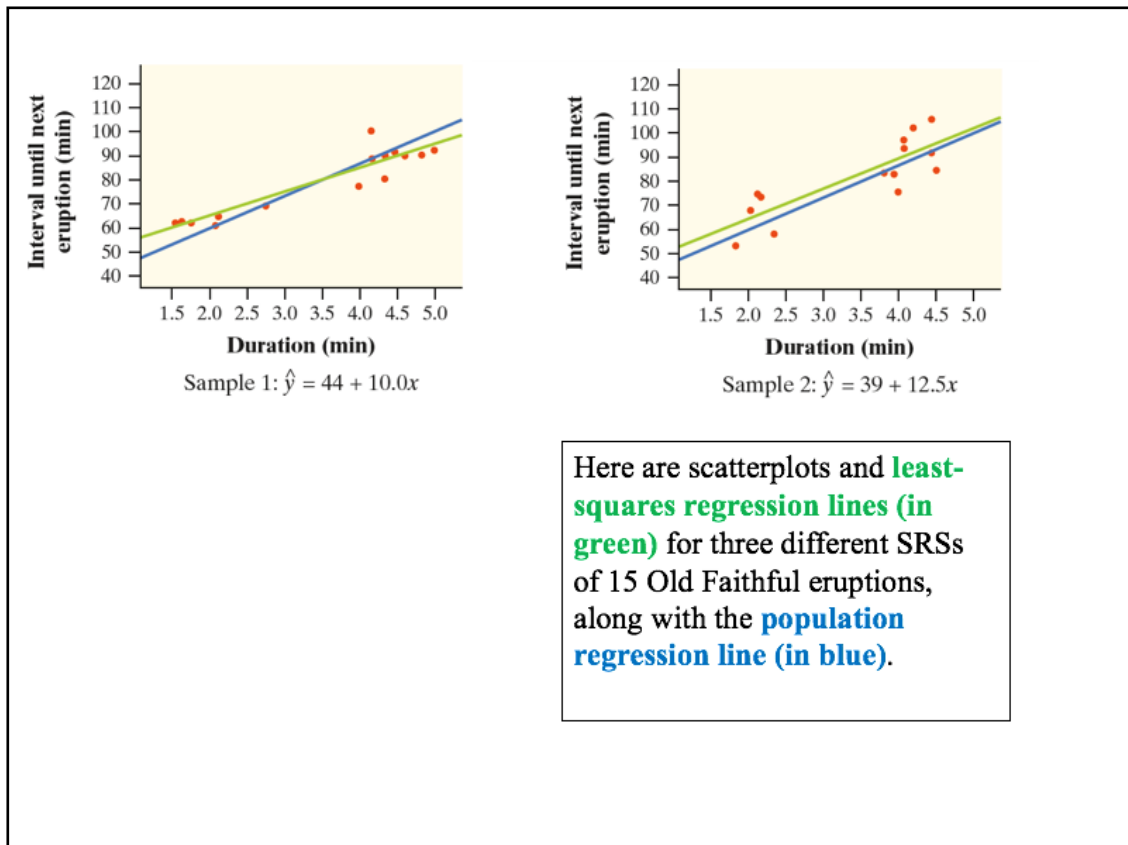 Interval until next
eruption (min)
120
110
100
90
80
70
60
50
40
1.5 2.0 2.5 3.0 3.5 4.0 4.5 5.0
Duration (min)
Sample 1: ŷ = 44 + 10.0x
Interval until next
eruption (min)
120
110
100
90
80
70
60
50
40
1.5 2.0 2.5 3.0 3.5 4.0 4.5 5.0
Duration (min)
Sample 2: ŷ = 39 + 12.5x
Here are scatterplots and least-
squares regression lines (in
green) for three different SRSs
of 15 Old Faithful eruptions,
along with the population
regression line (in blue).